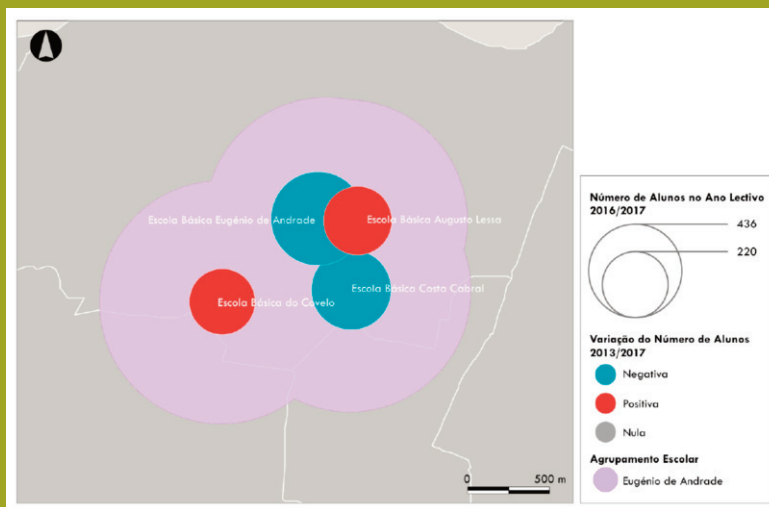 Escola Básica Eugénio de Andrade
Escola Básica Augusto Lessa
Escola Básica Costa Cabral
Escola Básica do Covelo
0 500 m
Número de Alunos no Ano Lectivo
2016/2017
436
220
Variação do Número de Alunos
2013/2017
Negativa
Positiva
Nula
Agrupamento Escolar
Eugénio de Andrade